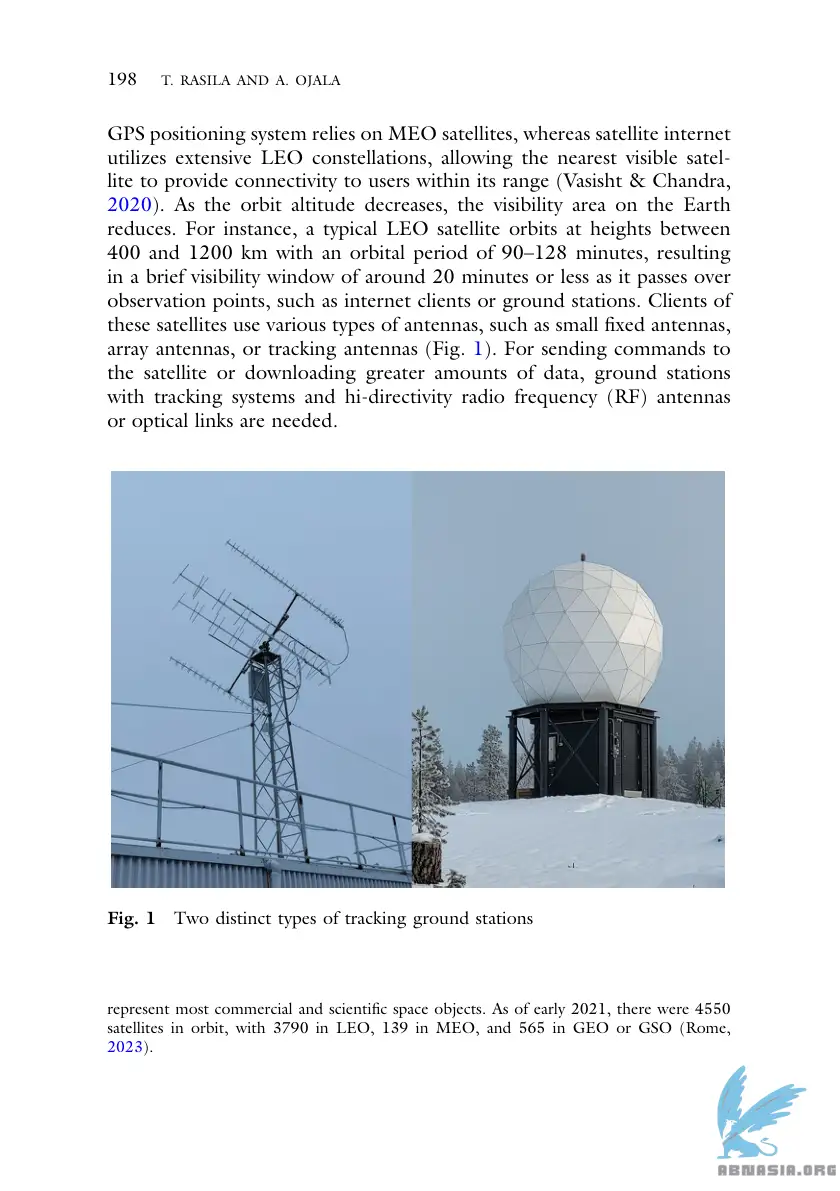 198 T. RASILA AND A. OJALA
GPS positioning system relies on MEO satellites, whereas satellite internet
utilizes extensive LEO constellations, allowing the nearest visible satel-
lite to provide connectivity to users within its range (Vasisht & Chandra,
2020). As the orbit altitude decreases, the visibility area on the Earth
reduces. For instance, a typical LEO satellite orbits at heights between
400 and 1200 km with an orbital period of 90–128 minutes, resulting
in a brief visibility window of around 20 minutes or less as it passes over
observation points, such as internet clients or ground stations. Clients of
these satellites use various types of antennas, such as small fixed antennas,
array antennas, or tracking antennas (Fig. 1). For sending commands to
the satellite or downloading greater amounts of data, ground stations
with tracking systems and hi-directivity radio frequency (RF) antennas
or optical links are needed.
Fig. 1 Two distinct types of tracking ground stations
represent most commercial and scientific space objects. As of early 2021, there were 4550
satellites in orbit, with 3790 in LEO, 139 in MEO, and 565 in GEO or GSO (Rome,
2023).
ABNASIA.ORG